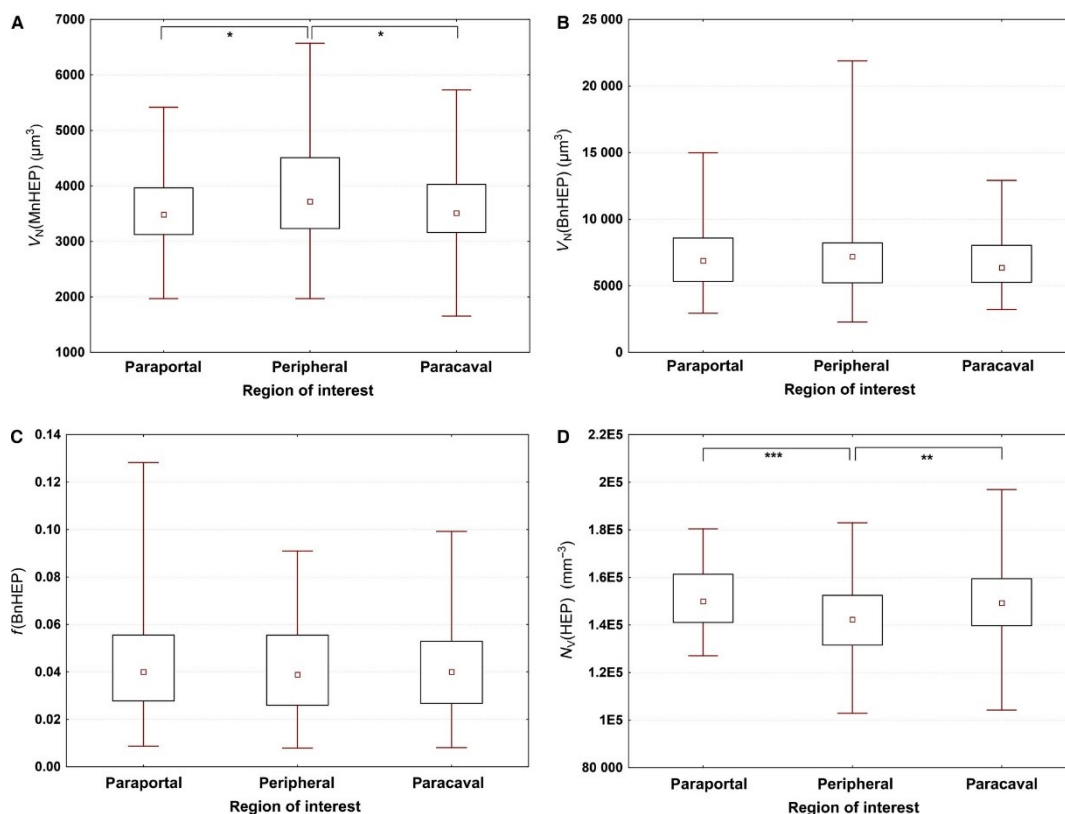 A
V_N(MnHEP) (µm³)
7000
6000
5000
4000
3000
2000
1000
*
*
Paraportal Peripheral Paracaval
Region of interest
B
V_N(BnHEP) (µm³)
25 000
20 000
15 000
10 000
5000
0
Paraportal Peripheral Paracaval
Region of interest
C
f(BnHEP)
0.14
0.12
0.10
0.08
0.06
0.04
0.02
0.00
Paraportal Peripheral Paracaval
Region of interest
D
N_V(HEP) (mm⁻³)
2.2E5
2E5
1.8E5
1.6E5
1.4E5
1.2E5
1E5
80 000
***
**
Paraportal Peripheral Paracaval
Region of interest